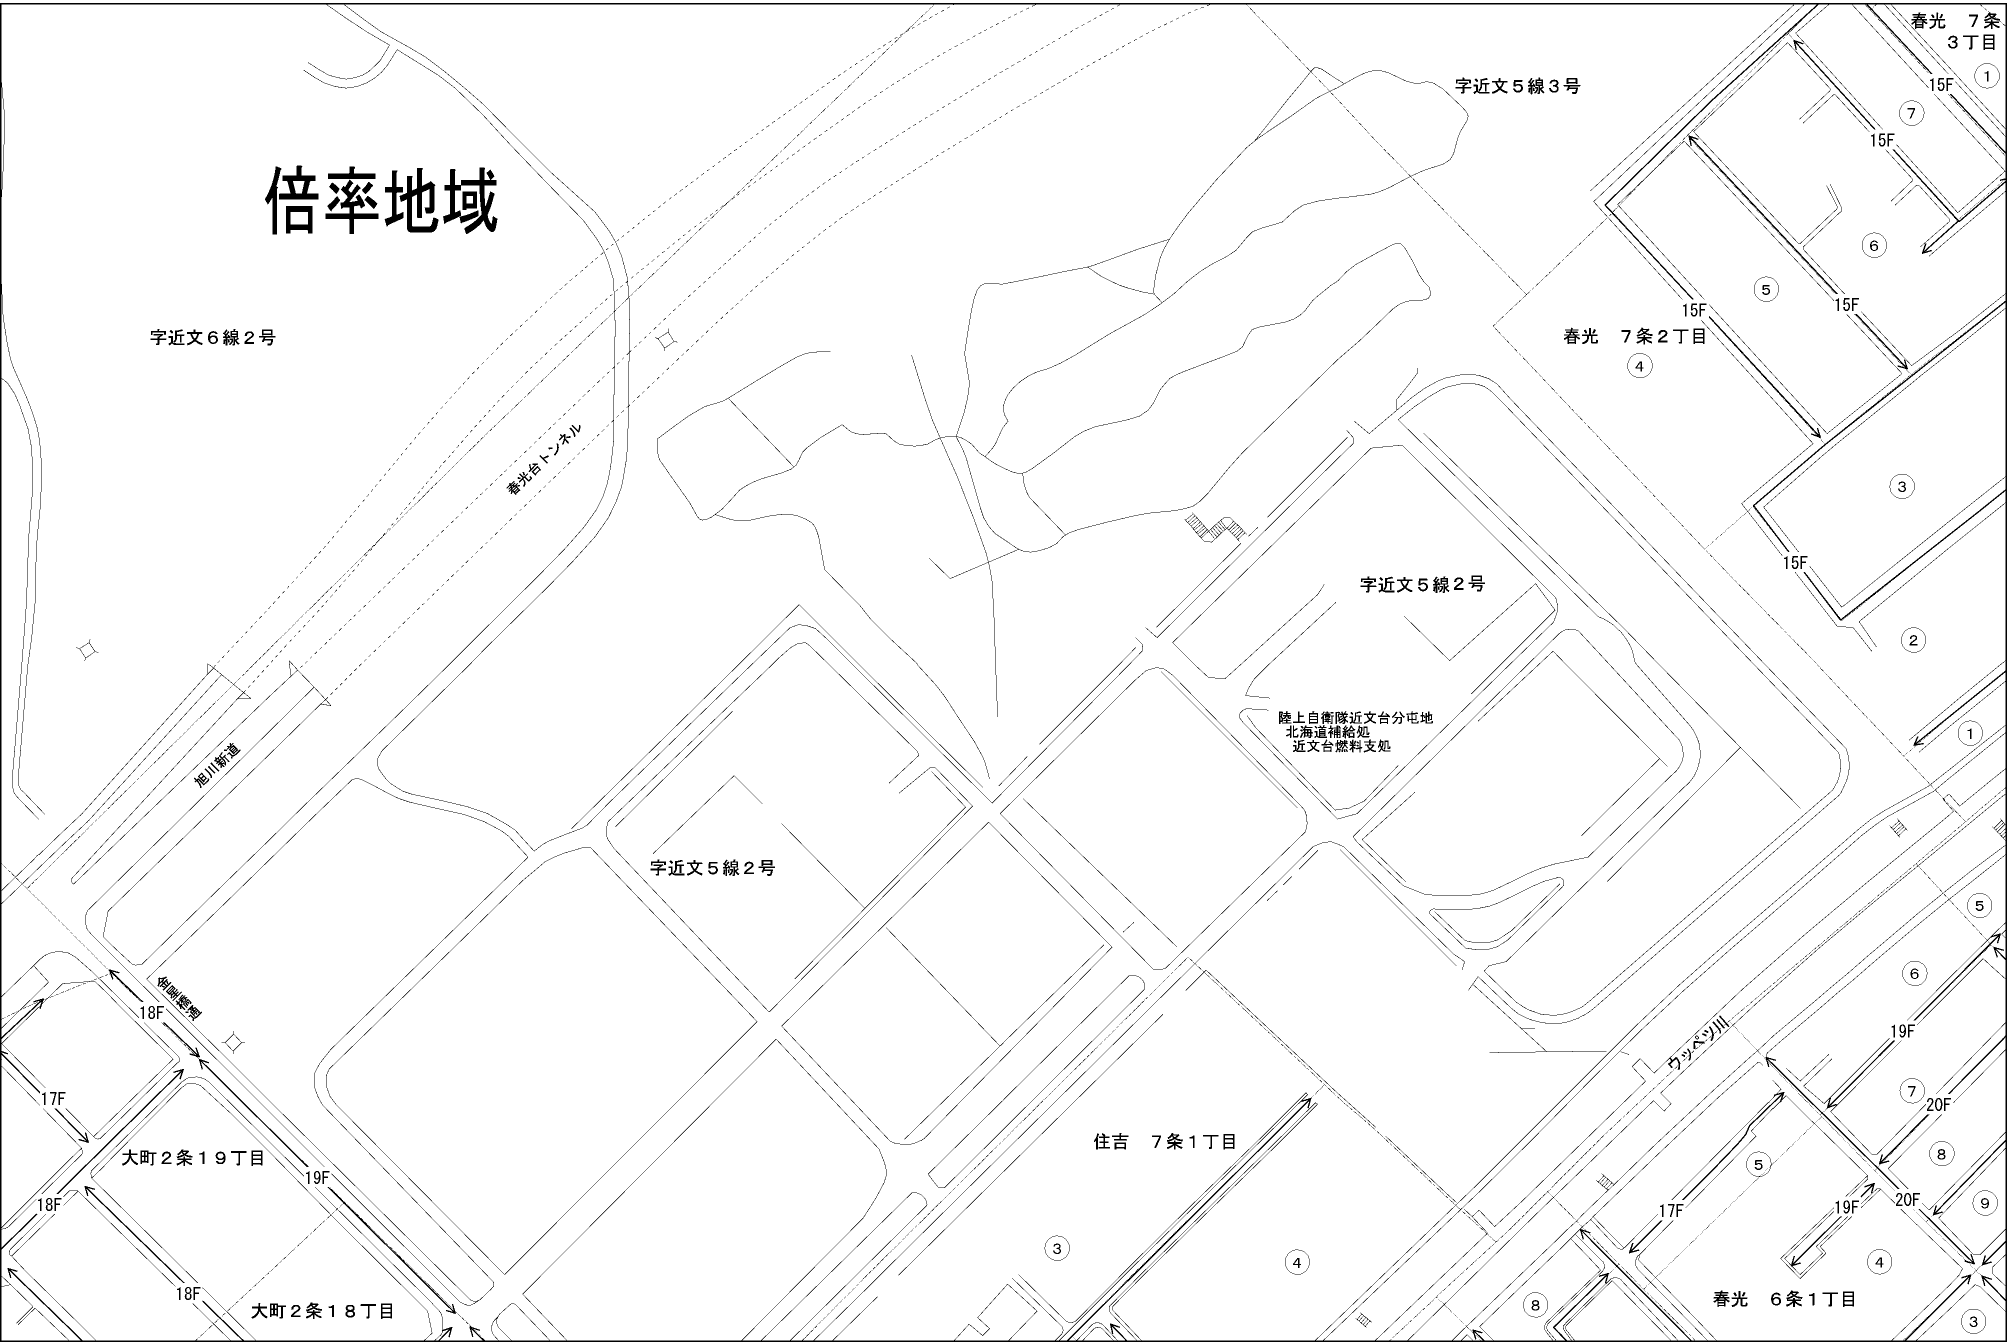 春光　７条
３丁目
1
15F
7
15F
字近文５線３号
倍率地域
6
5
15F
15F
春光　７条２丁目
4
字近文６線２号
春光台トンネル
3
15F
字近文５線２号
2
陸上自衛隊近文台分屯地
北海道補給処
近文台燃料支処
1
旭川新道
字近文５線２号
5
6
金星橋通
18F
ウッペツ川
19F
7
20F
17F
大町２条１９丁目
住吉　７条１丁目
8
5
19F
18F
17F
19F
20F
9
3
4
4
18F
大町２条１８丁目
8
春光　６条１丁目
3